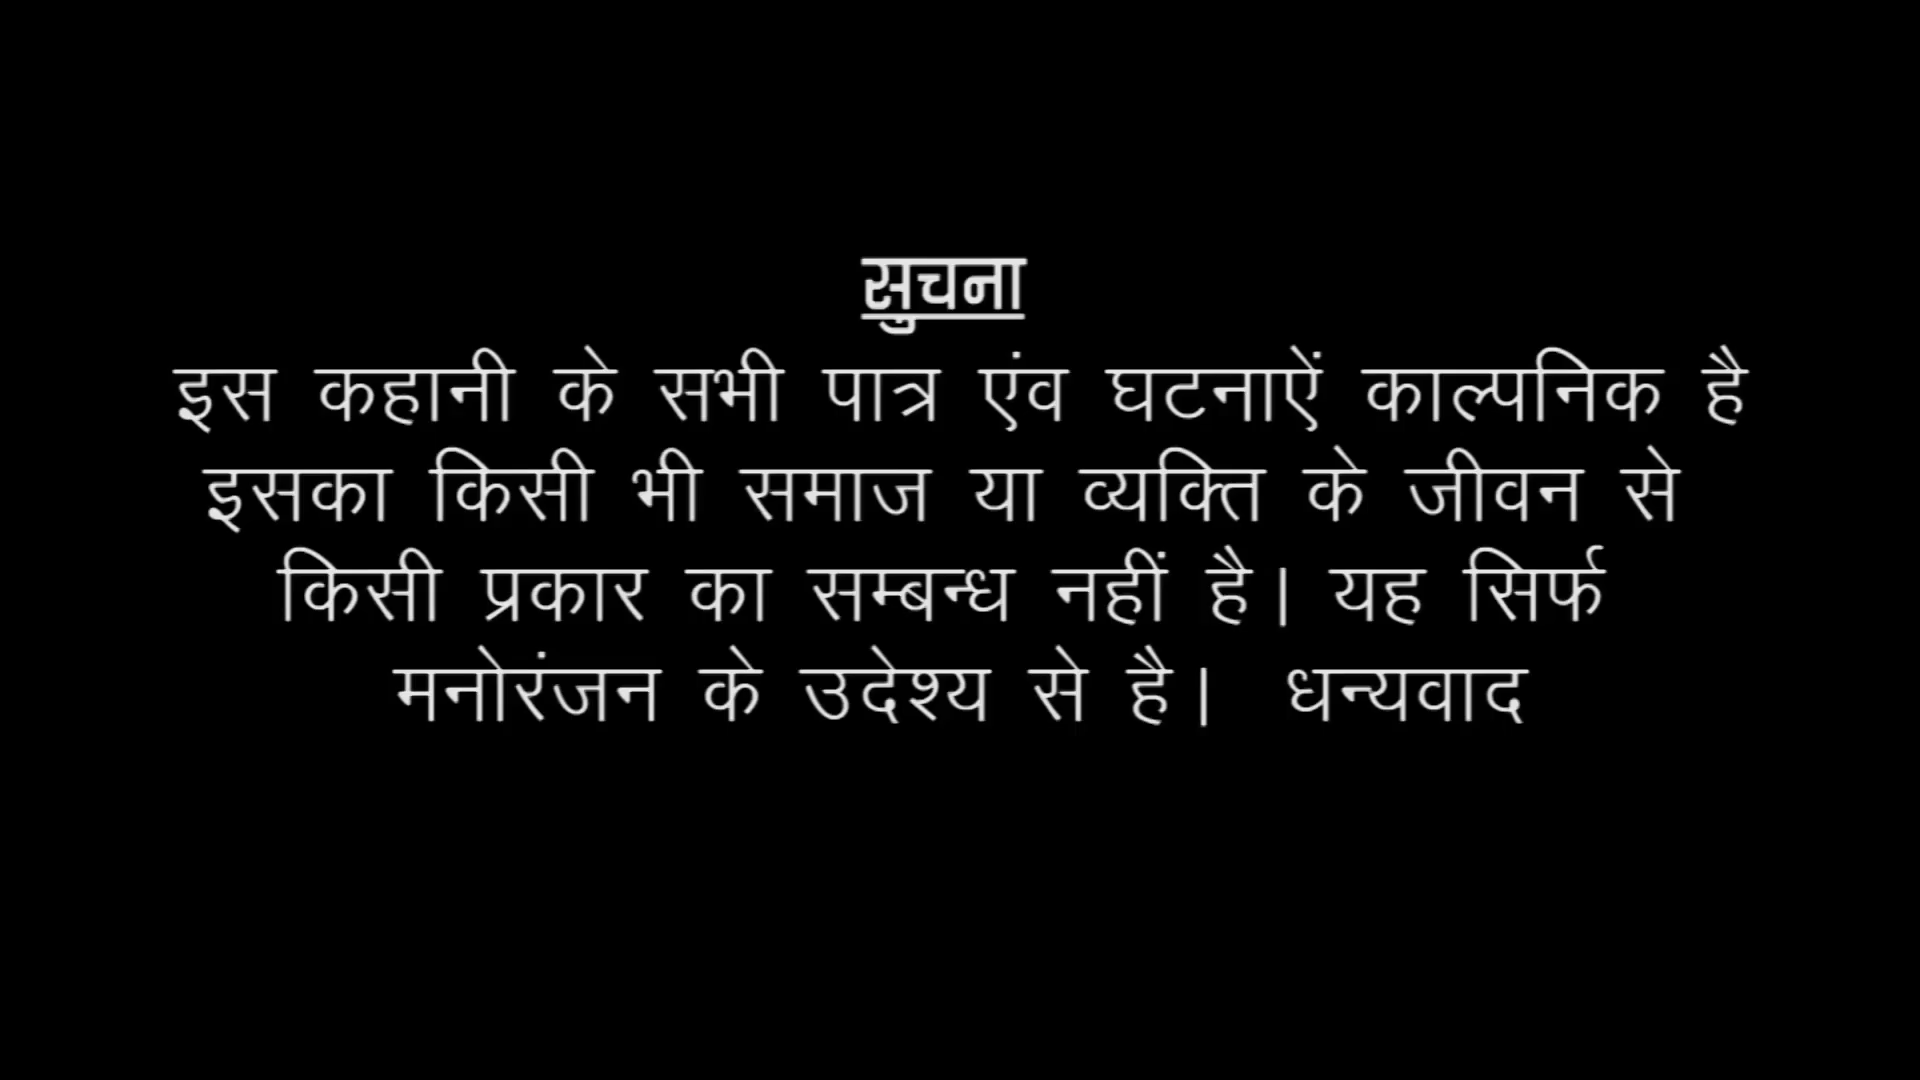 सुचना
इस कहानी के सभी पात्र एंव घटनाऐं काल्पनिक है
इसका किसी भी समाज या व्यक्ति के जीवन से
किसी प्रकार का सम्बन्ध नहीं है। यह सिर्फ
मनोरंजन के उदेश्य से है। धन्यवाद